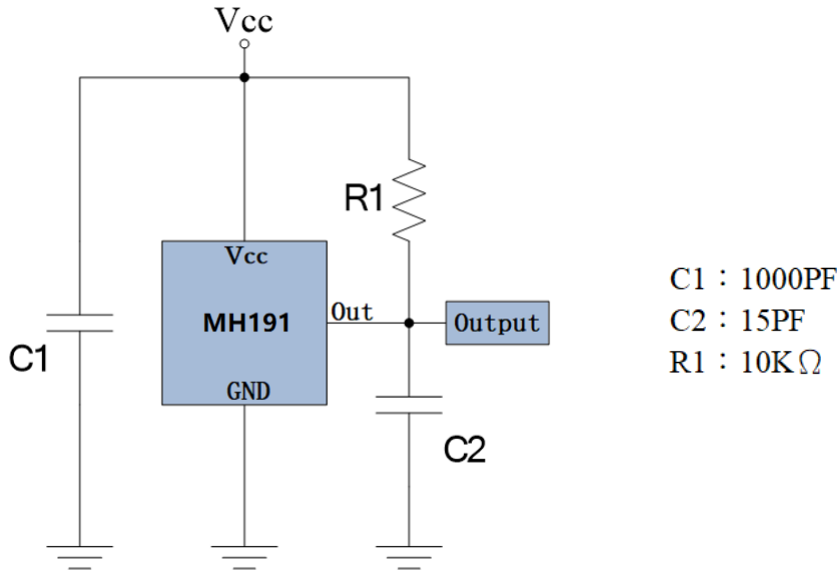 Vcc
R1
Vcc
MH191
Out
Output
GND
C1
C2
C1：1000PF
C2：15PF
R1：10KΩ